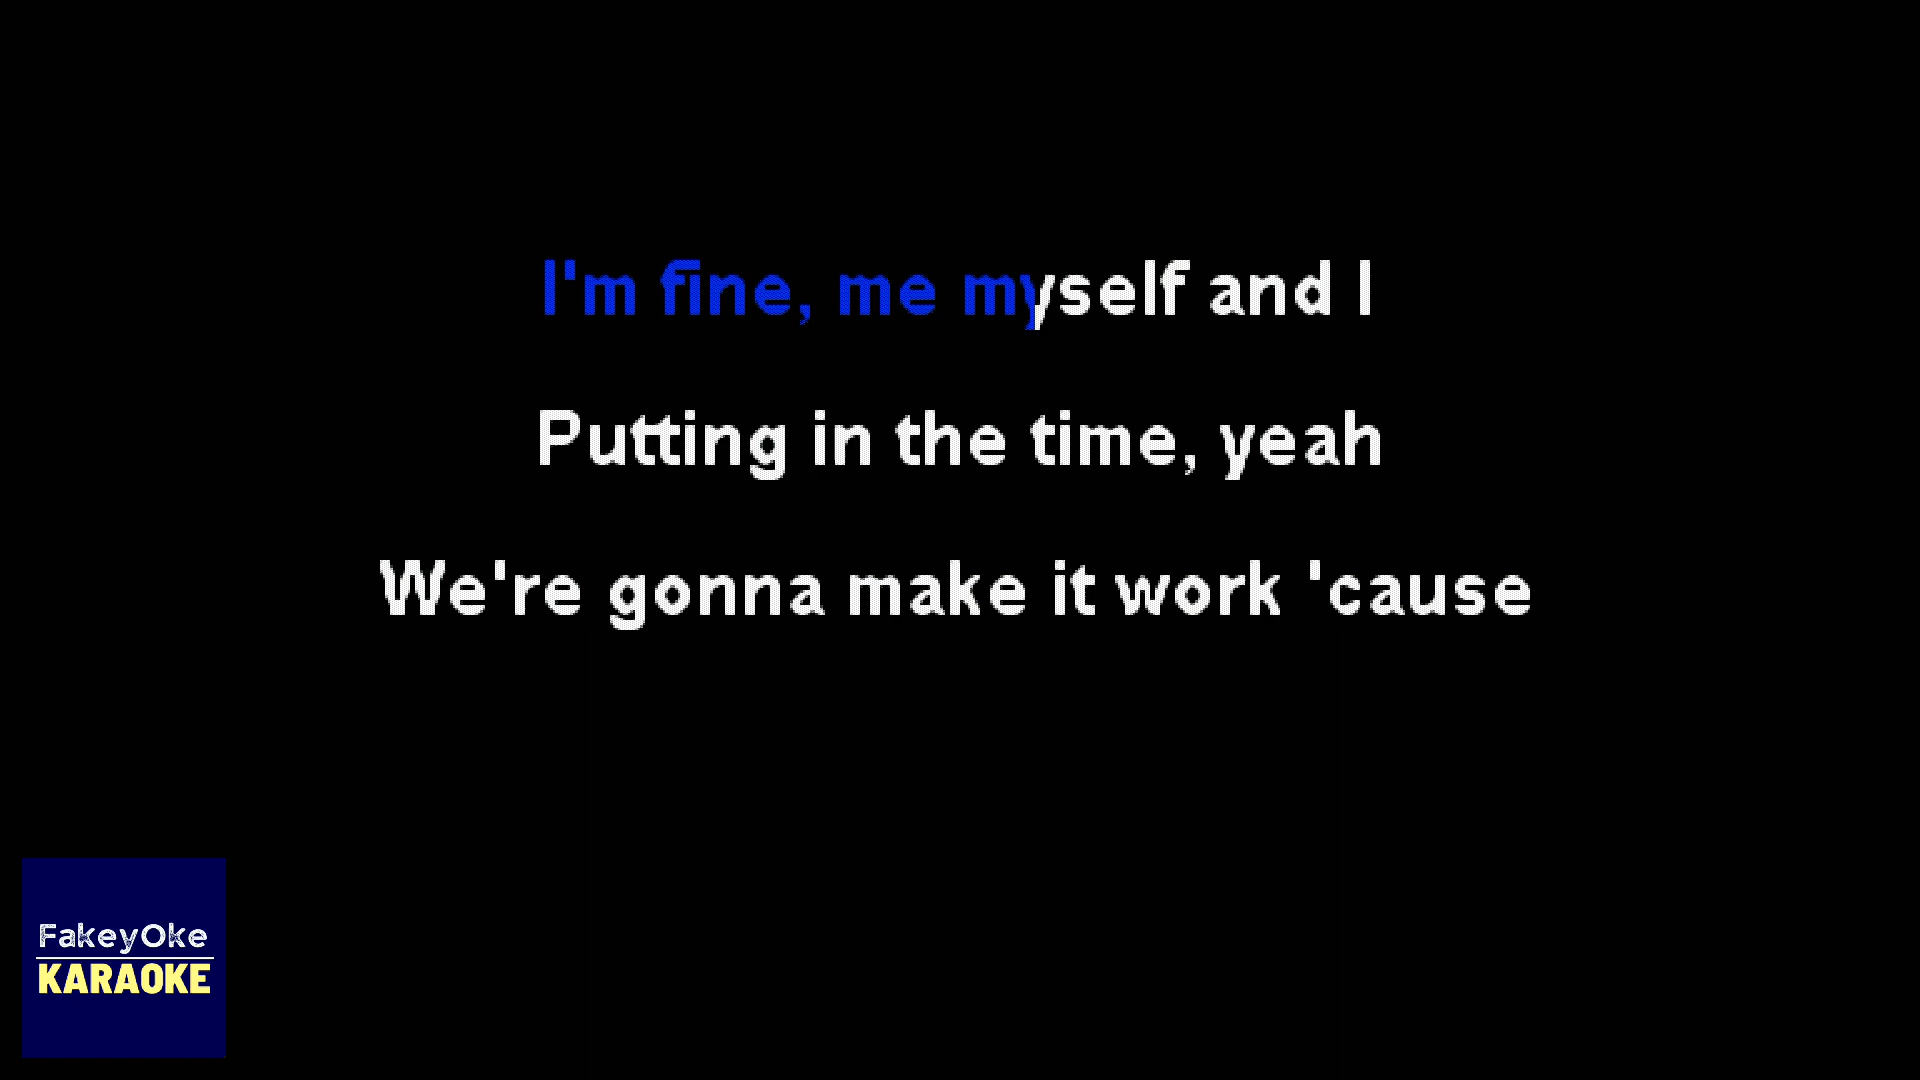 I'm fine, me myself and I
Putting in the time, yeah
We're gonna make it work 'cause
FakeyOke
KARAOKE